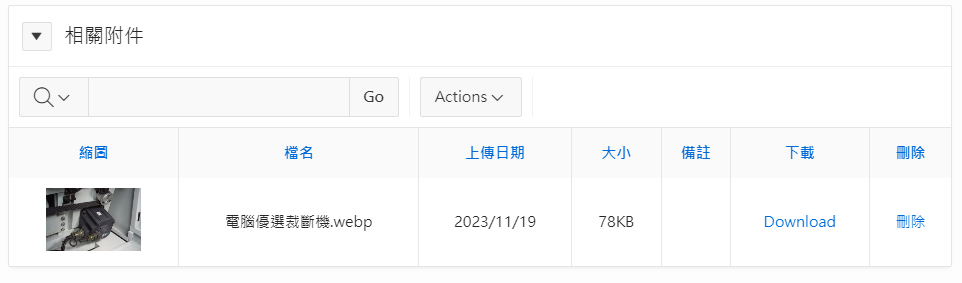 相關附件
Go
Actions
縮圖 檔名 上傳日期 大小 備註 下載 刪除
電腦優選裁斷機.webp 2023/11/19 78KB Download 刪除